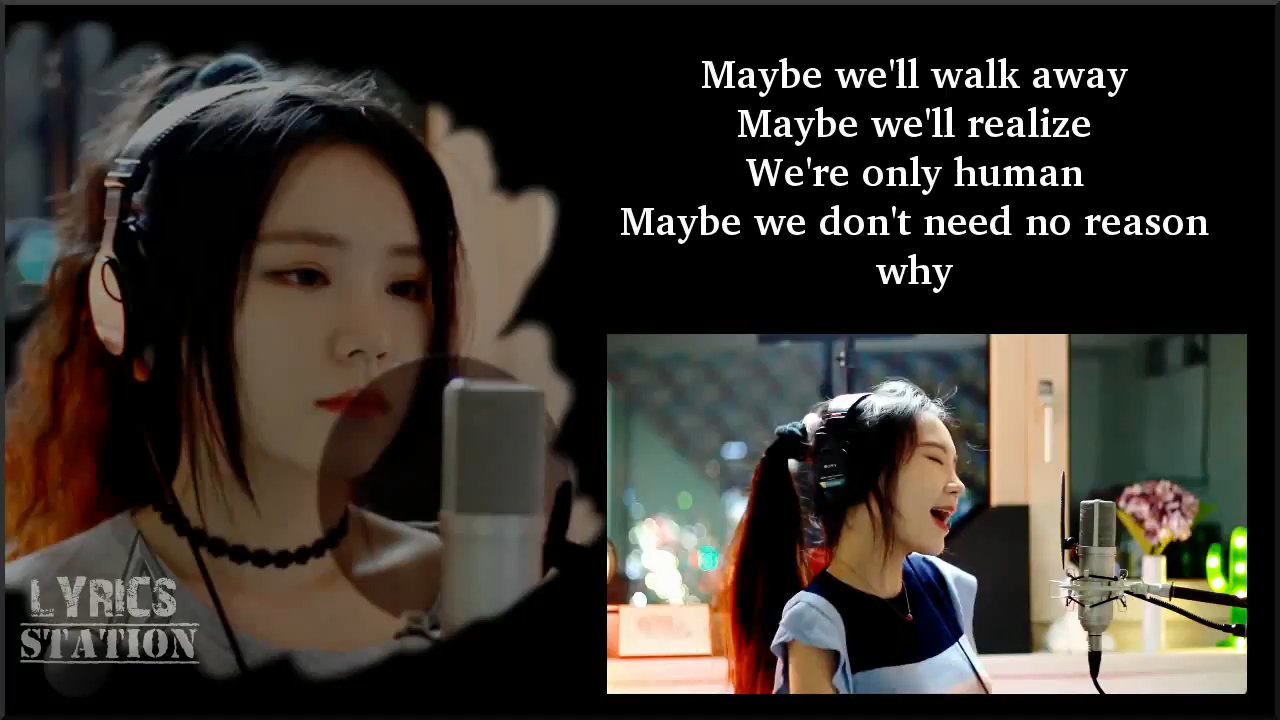 Maybe we'll walk away
Maybe we'll realize
We're only human
Maybe we don't need no reason
why
LYRICS
STATION